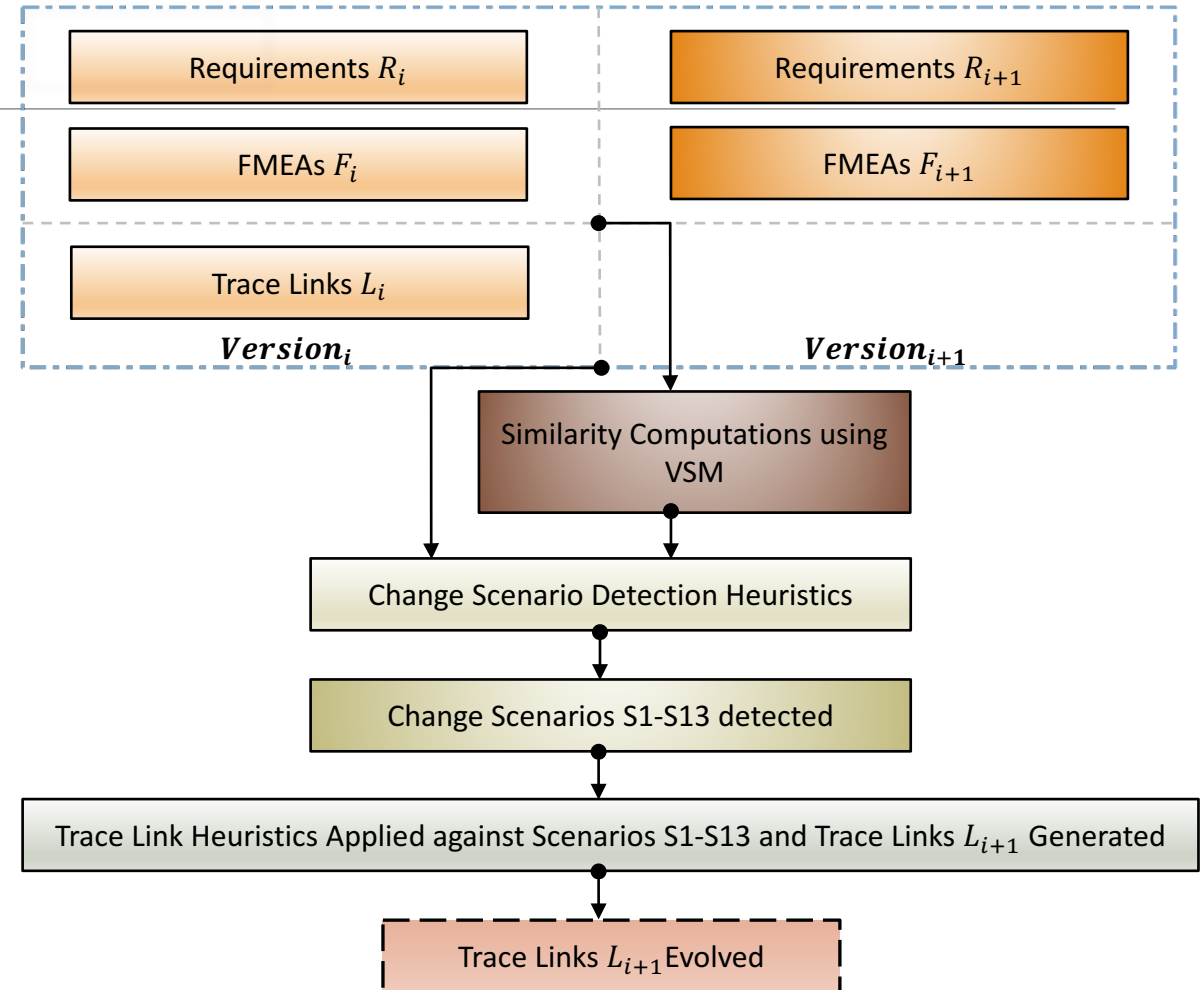 Requirements R_i
Requirements R_{i+1}
FMEAs F_i
FMEAs F_{i+1}
Trace Links L_i
Version_i
Version_{i+1}
Similarity Computations using
VSM
Change Scenario Detection Heuristics
Change Scenarios S1-S13 detected
Trace Link Heuristics Applied against Scenarios S1-S13 and Trace Links L_{i+1} Generated
Trace Links L_{i+1} Evolved